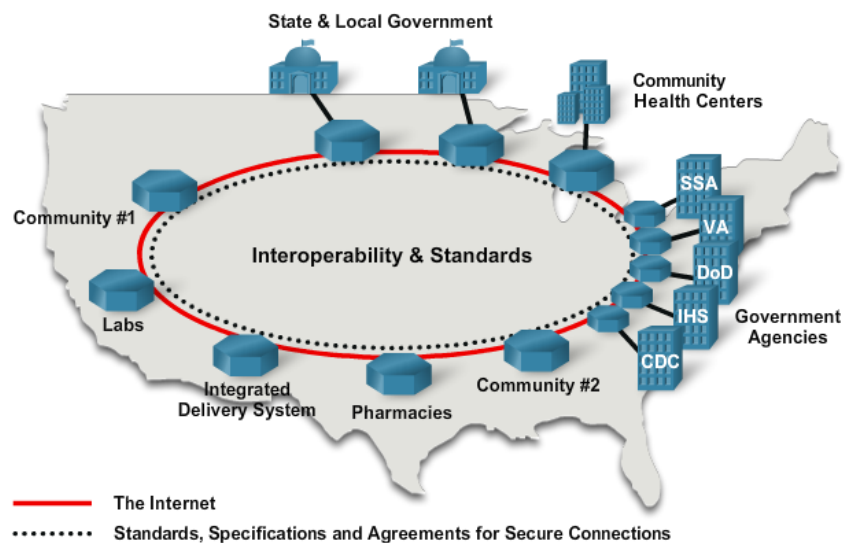 State & Local Government
Community
Health Centers
SSA
VA
DoD
IHS
CDC
Government
Agencies
Community #1
Interoperability & Standards
Labs
Integrated
Delivery System
Pharmacies
Community #2
The Internet
Standards, Specifications and Agreements for Secure Connections